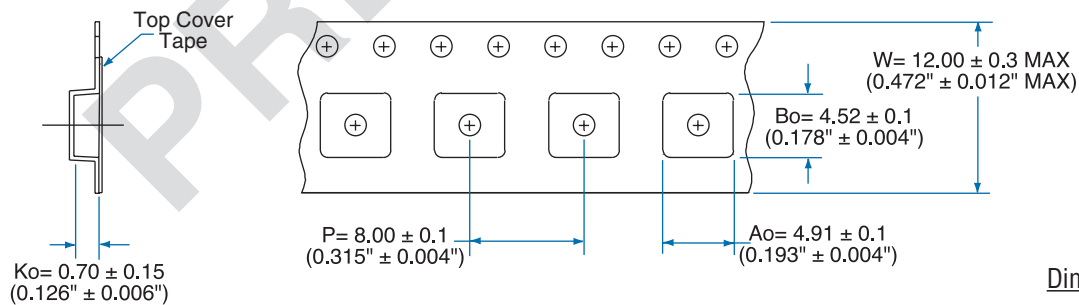 PRE
Top Cover
Tape
W= 12.00 ± 0.3 MAX
(0.472" ± 0.012" MAX)
Bo= 4.52 ± 0.1
(0.178" ± 0.004")
P= 8.00 ± 0.1
(0.315" ± 0.004")
Ao= 4.91 ± 0.1
(0.193" ± 0.004")
Ko= 0.70 ± 0.15
(0.126" ± 0.006")
Dim